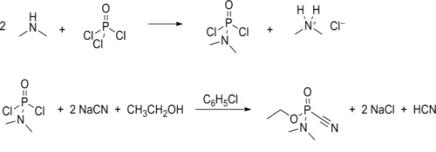 2 H N + O P Cl Cl Cl → O P Cl Cl N + H H N+ Cl−
O P Cl Cl N + 2 NaCN + CH3CH2OH C6H5Cl → O P O N N + 2 NaCl + HCN